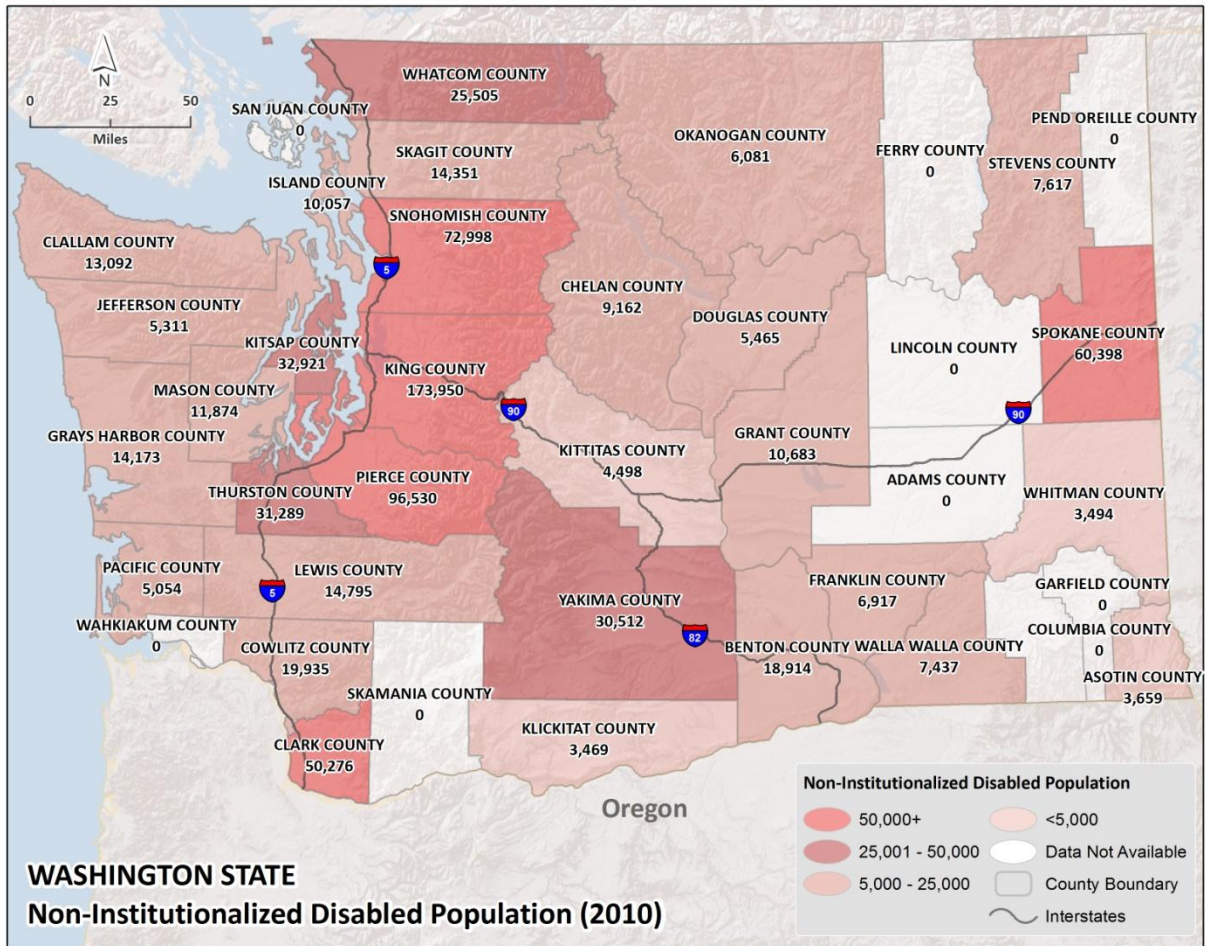 N
0 25 50
Miles
WHATCOM COUNTY
25,505
SAN JUAN COUNTY
0
SKAGIT COUNTY
14,351
ISLAND COUNTY
10,057
OKANOGAN COUNTY
6,081
FERRY COUNTY
0
PEND OREILLE COUNTY
0
STEVENS COUNTY
7,617
SNOHOMISH COUNTY
72,998
CLALLAM COUNTY
13,092
5
JEFFERSON COUNTY
5,311
CHELAN COUNTY
9,162
DOUGLAS COUNTY
5,465
KITSAP COUNTY
32,921
LINCOLN COUNTY
0
SPOKANE COUNTY
60,398
KING COUNTY
173,950
MASON COUNTY
11,874
90
90
GRAYS HARBOR COUNTY
14,173
KITTITAS COUNTY
4,498
GRANT COUNTY
10,683
PIERCE COUNTY
96,530
ADAMS COUNTY
0
THURSTON COUNTY
31,289
WHITMAN COUNTY
3,494
PACIFIC COUNTY
5,054
LEWIS COUNTY
14,795
5
FRANKLIN COUNTY
6,917
GARFIELD COUNTY
0
YAKIMA COUNTY
30,512
82
WAHKIAKUM COUNTY
0
COWLITZ COUNTY
19,935
BENTON COUNTY
18,914
WALLA WALLA COUNTY
7,437
COLUMBIA COUNTY
0
ASOTIN COUNTY
3,659
SKAMANIA COUNTY
0
KLICKITAT COUNTY
3,469
CLARK COUNTY
50,276
Oregon
Non-Institutionalized Disabled Population
50,000+
25,001 - 50,000
5,000 - 25,000
<5,000
Data Not Available
County Boundary
Interstates
WASHINGTON STATE
Non-Institutionalized Disabled Population (2010)